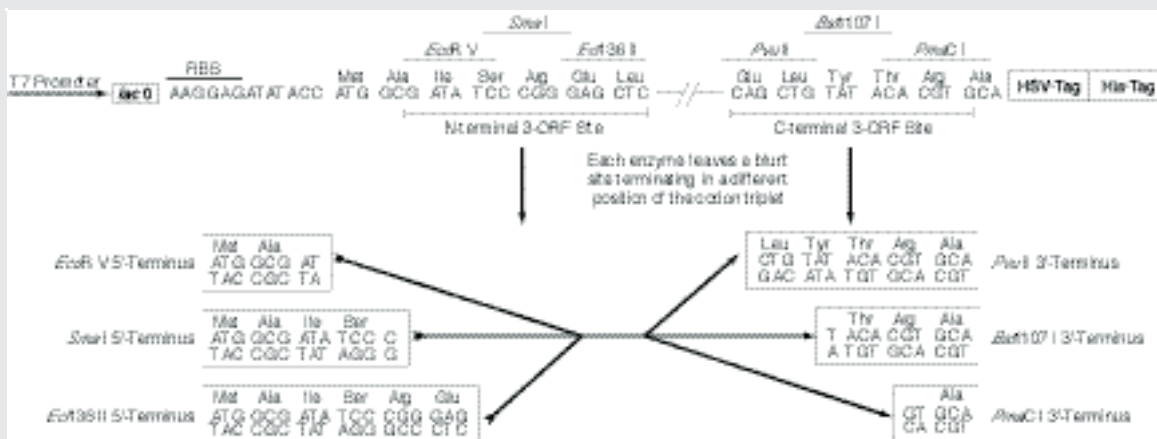 SmaI BstI107 I
EcoR V Ecl136 II PvuII PmaC I
T7 Promoter lac O RBS Met Ala Ile Ser Arg Glu Leu Glu Leu Tyr Thr Arg Ala
AAGGAGATATACC ATG GCG ATA TCC CGG GAG CTC CAG CTG TAT ACA CGT GCA HSV-Tag His-Tag
N-terminal 3-ORF Site C-terminal 3-ORF Site
Each enzyme leaves a blunt
site terminating in a different
position of the codon triplet
Met Ala
ATG GCG AT
TAC CGC TA
EcoR V 5'-Terminus
Leu Tyr Thr Arg Ala
CTG TAT ACA CGT GCA
GAC ATA TGT GCA CGT
PvuII 3'-Terminus
Met Ala Ile Ser
ATG GCG ATA TCC C
TAC CGC TAT AGG G
SmaI 5'-Terminus
Thr Arg Ala
T ACA CGT GCA
A TGT GCA CGT
BstI107 I 3'-Terminus
Met Ala Ile Ser Arg Glu
ATG GCG ATA TCC CGG GAG
TAC CGC TAT AGG GCC CTC
Ecl136 II 5'-Terminus
Ala
GT GCA
CA CGT
PmaC I 3'-Terminus